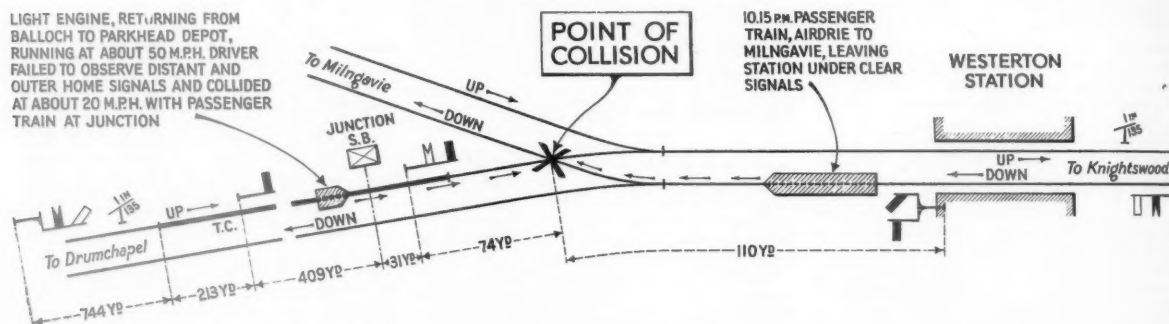 LIGHT ENGINE, RETURNING FROM
BALLOCH TO PARKHEAD DEPOT,
RUNNING AT ABOUT 50 M.P.H. DRIVER
FAILED TO OBSERVE DISTANT AND
OUTER HOME SIGNALS AND COLLIDED
AT ABOUT 20 M.P.H. WITH PASSENGER
TRAIN AT JUNCTION
To Milngavie
UP
DOWN
POINT OF
COLLISION
10.15 P.M. PASSENGER
TRAIN, AIRDRIE TO
MILNGAVIE, LEAVING
STATION UNDER CLEAR
SIGNALS
WESTERTON
STATION
1 IN
135
JUNCTION
S.B.
M
UP
DOWN
To Knightswood
1 IN
135
UP
T.C.
DOWN
To Drumchapel
744 YD
213 YD
409 YD
31 YD
74 YD
110 YD